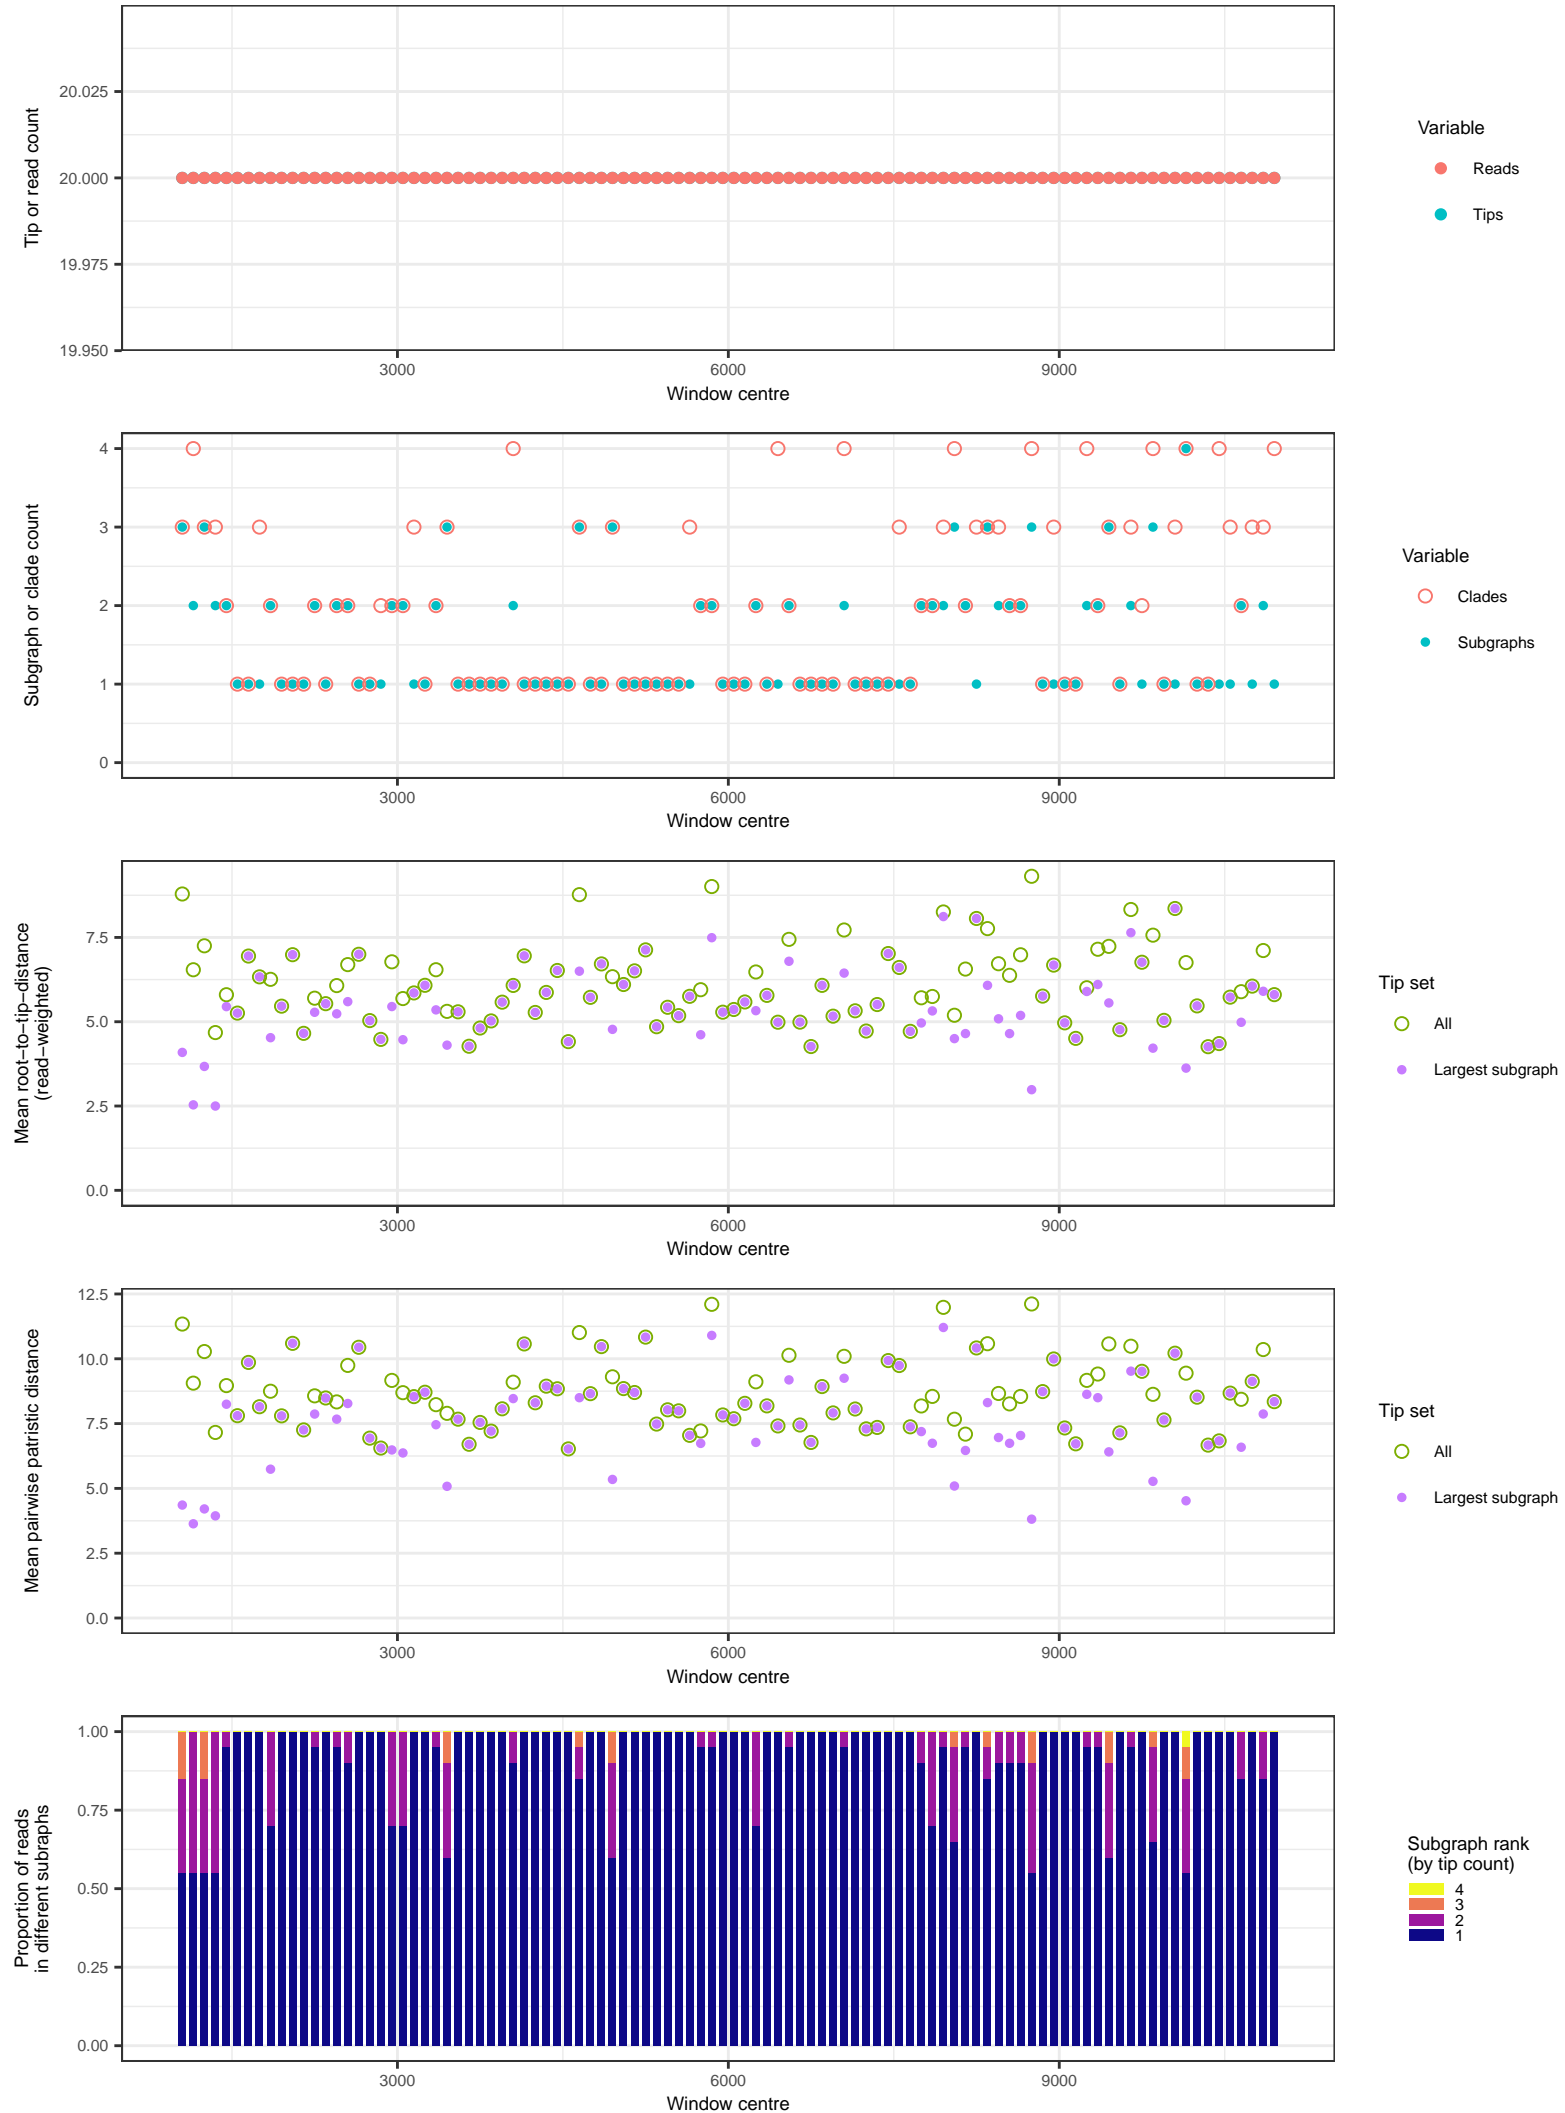 20.025
20.000
19.975
19.950
Tip or read count
3000 6000 9000
Window centre
Variable
Reads
Tips
4
3
2
1
0
Subgraph or clade count
3000 6000 9000
Window centre
Variable
Clades
Subgraphs
7.5
5.0
2.5
0.0
Mean root−to−tip−distance
(read−weighted)
3000 6000 9000
Window centre
Tip set
All
Largest subgraph
12.5
10.0
7.5
5.0
2.5
0.0
Mean pairwise patristic distance
3000 6000 9000
Window centre
Tip set
All
Largest subgraph
1.00
0.75
0.50
0.25
0.00
Proportion of reads
in different subraphs
3000 6000 9000
Window centre
Subgraph rank
(by tip count)
4
3
2
1